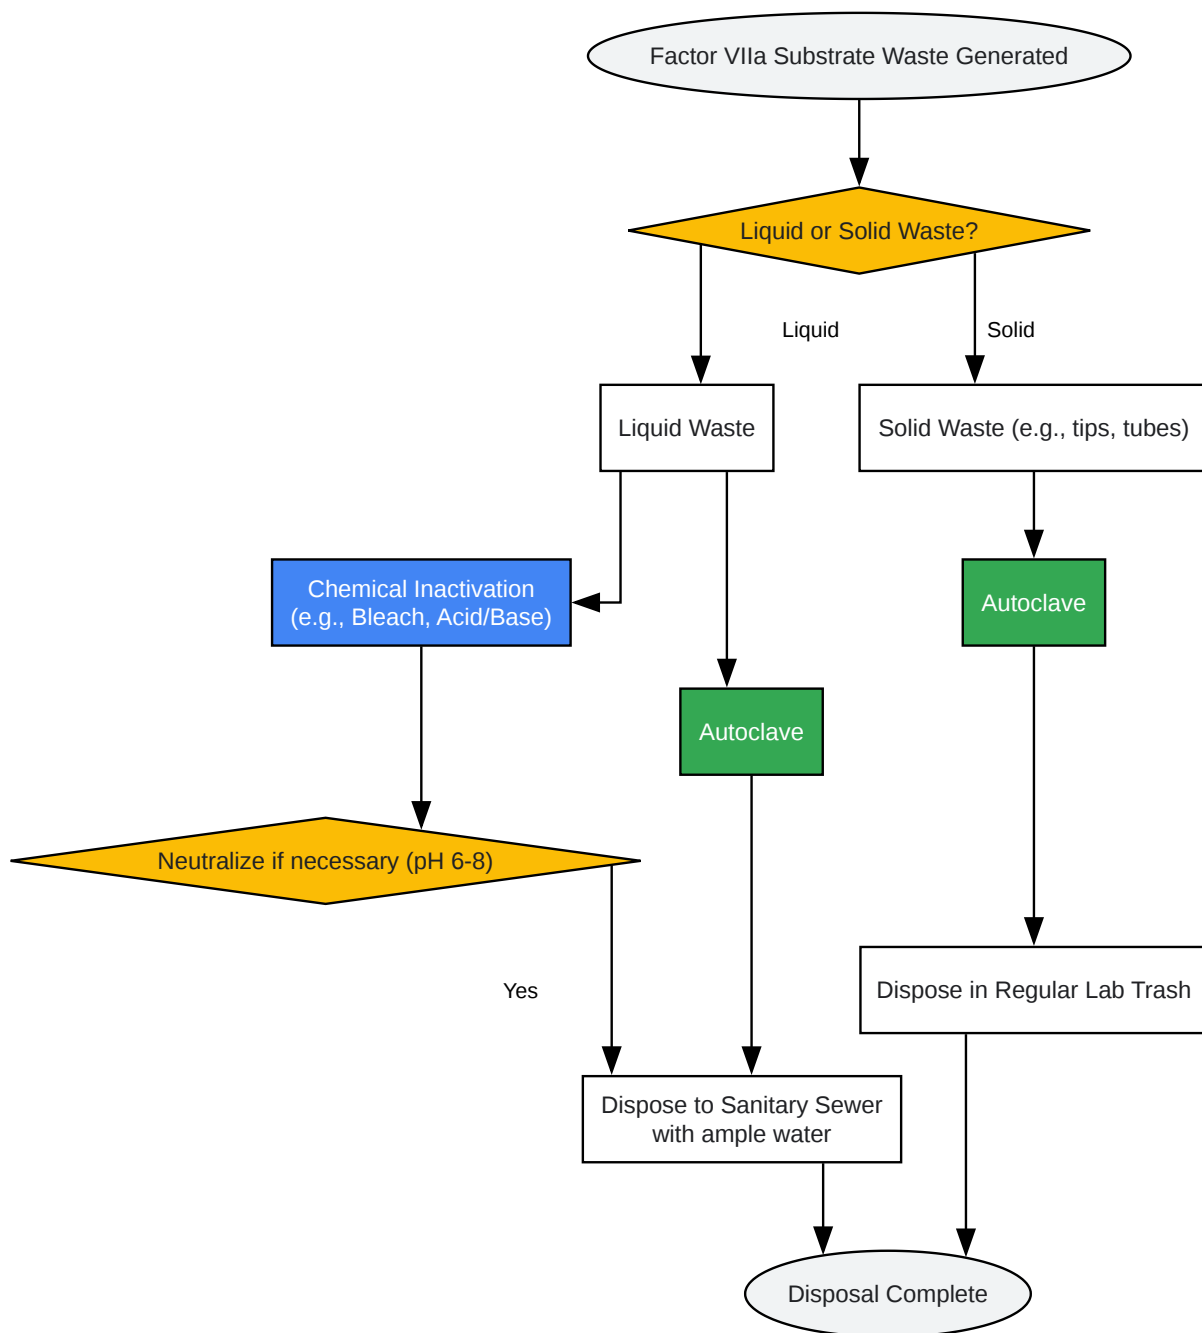 Factor VIIa Substrate Waste Generated
Liquid or Solid Waste?
Liquid
Solid
Liquid Waste
Solid Waste (e.g., tips, tubes)
Chemical Inactivation
(e.g., Bleach, Acid/Base)
Autoclave
Autoclave
Neutralize if necessary (pH 6-8)
Yes
Dispose in Regular Lab Trash
Dispose to Sanitary Sewer
with ample water
Disposal Complete